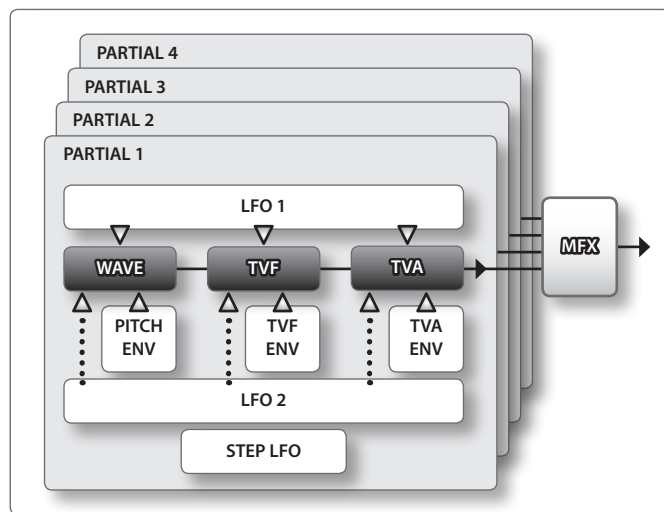 PARTIAL 4
PARTIAL 3
PARTIAL 2
PARTIAL 1
LFO 1
WAVE
TVF
TVA
MFX
PITCH
ENV
TVF
ENV
TVA
ENV
LFO 2
STEP LFO